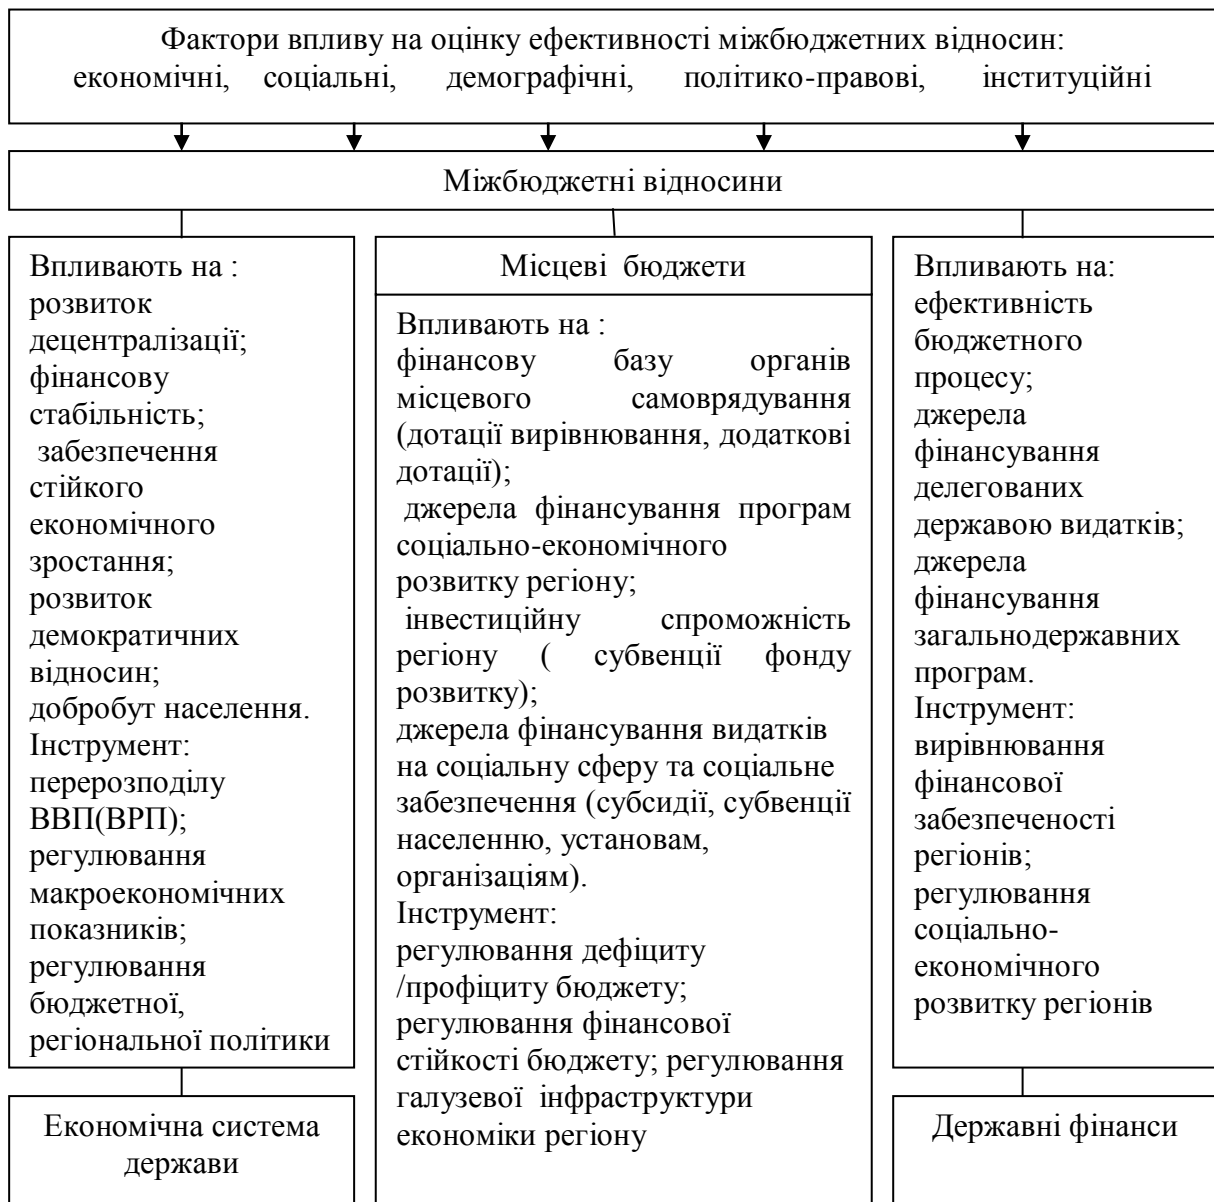 Фактори впливу на оцінку ефективності міжбюджетних відносин:
економічні, соціальні, демографічні, політико-правові, інституційні
Міжбюджетні відносини
Впливають на :
розвиток
децентралізації;
фінансову
стабільність;
забезпечення
стійкого
економічного
зростання;
розвиток
демократичних
відносин;
добробут населення.
Інструмент:
перерозподілу
ВВП(ВРП);
регулювання
макроекономічних
показників;
регулювання
бюджетної,
регіональної політики
Економічна система
держави
Місцеві бюджети
Впливають на :
фінансову базу органів
місцевого самоврядування
(дотації вирівнювання, додаткові
дотації);
джерела фінансування програм
соціально-економічного
розвитку регіону;
інвестиційну спроможність
регіону ( субвенції фонду
розвитку);
джерела фінансування видатків
на соціальну сферу та соціальне
забезпечення (субсидії, субвенції
населенню, установам,
організаціям).
Інструмент:
регулювання дефіциту
/профіциту бюджету;
регулювання фінансової
стійкості бюджету; регулювання
галузевої інфраструктури
економіки регіону
Впливають на:
ефективність
бюджетного
процесу;
джерела
фінансування
делегованих
державою видатків;
джерела
фінансування
загальнодержавних
програм.
Інструмент:
вирівнювання
фінансової
забезпеченості
регіонів;
регулювання
соціально-
економічного
розвитку регіонів
Державні фінанси